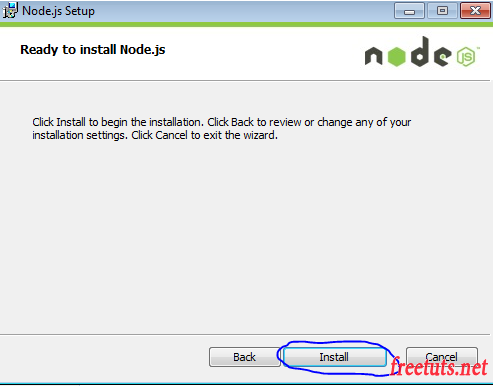 Node.js Setup
Ready to install Node.js
node
JS
Click Install to begin the installation. Click Back to review or change any of your
installation settings. Click Cancel to exit the wizard.
Back Install Cancel
freetuts.net